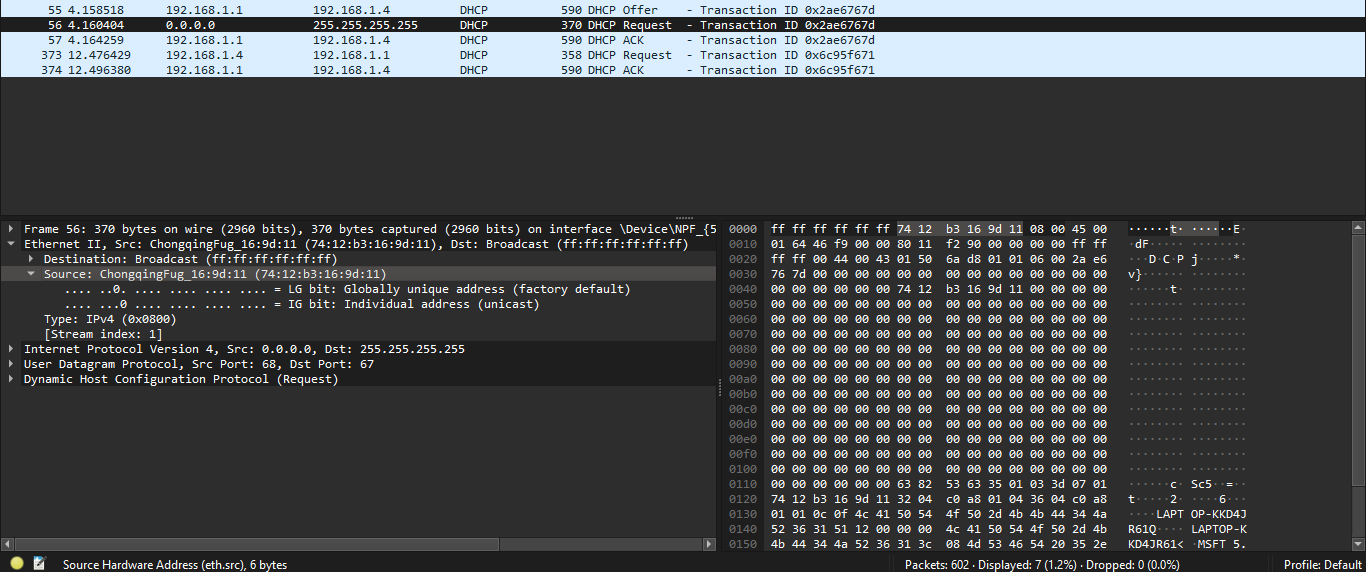 55 4.158518 192.168.1.1 192.168.1.4 DHCP 590 DHCP Offer - Transaction ID 0x2ae6767d
56 4.160404 0.0.0.0 255.255.255.255 DHCP 370 DHCP Request - Transaction ID 0x2ae6767d
57 4.164259 192.168.1.1 192.168.1.4 DHCP 590 DHCP ACK - Transaction ID 0x2ae6767d
373 12.476429 192.168.1.4 192.168.1.1 DHCP 358 DHCP Request - Transaction ID 0x6c95f671
374 12.496380 192.168.1.1 192.168.1.4 DHCP 590 DHCP ACK - Transaction ID 0x6c95f671
Frame 56: 370 bytes on wire (2960 bits), 370 bytes captured (2960 bits) on interface \Device\NPF_{5
Ethernet II, Src: ChongqingFug_16:9d:11 (74:12:b3:16:9d:11), Dst: Broadcast (ff:ff:ff:ff:ff:ff)
Destination: Broadcast (ff:ff:ff:ff:ff:ff)
Source: ChongqingFug_16:9d:11 (74:12:b3:16:9d:11)
.... ..0. .... .... .... .... = LG bit: Globally unique address (factory default)
.... ...0 .... .... .... .... = IG bit: Individual address (unicast)
Type: IPv4 (0x0800)
[Stream index: 1]
Internet Protocol Version 4, Src: 0.0.0.0, Dst: 255.255.255.255
User Datagram Protocol, Src Port: 68, Dst Port: 67
Dynamic Host Configuration Protocol (Request)
0000 ff ff ff ff ff ff 74 12 b3 16 9d 11 08 00 45 00 ······t· ······E·
0010 01 64 46 f9 00 00 80 11 f2 90 00 00 00 00 ff ff ·dF····· ········
0020 ff ff 00 44 00 43 01 50 6a d8 01 01 06 00 2a e6 ···D·C·P j·····*·
0030 76 7d 00 00 00 00 00 00 00 00 00 00 00 00 00 00 v}······ ········
0040 00 00 00 00 00 00 74 12 b3 16 9d 11 00 00 00 00 ······t· ········
0050 00 00 00 00 00 00 00 00 00 00 00 00 00 00 00 00 ········ ········
0060 00 00 00 00 00 00 00 00 00 00 00 00 00 00 00 00 ········ ········
0070 00 00 00 00 00 00 00 00 00 00 00 00 00 00 00 00 ········ ········
0080 00 00 00 00 00 00 00 00 00 00 00 00 00 00 00 00 ········ ········
0090 00 00 00 00 00 00 00 00 00 00 00 00 00 00 00 00 ········ ········
00a0 00 00 00 00 00 00 00 00 00 00 00 00 00 00 00 00 ········ ········
00b0 00 00 00 00 00 00 00 00 00 00 00 00 00 00 00 00 ········ ········
00c0 00 00 00 00 00 00 00 00 00 00 00 00 00 00 00 00 ········ ········
00d0 00 00 00 00 00 00 00 00 00 00 00 00 00 00 00 00 ········ ········
00e0 00 00 00 00 00 00 00 00 00 00 00 00 00 00 00 00 ········ ········
00f0 00 00 00 00 00 00 00 00 00 00 00 00 00 00 00 00 ········ ········
0100 00 00 00 00 00 00 00 00 00 00 00 00 00 00 00 00 ········ ········
0110 00 00 00 00 00 00 63 82 53 63 35 01 03 3d 07 01 ······c· Sc5··=··
0120 74 12 b3 16 9d 11 32 04 c0 a8 01 04 36 04 c0 a8 t·····2· ····6···
0130 01 01 0c 0f 4c 41 50 54 4f 50 2d 4b 4b 44 34 4a ····LAPT OP-KKD4J
0140 52 36 31 51 12 00 00 00 4c 41 50 54 4f 50 2d 4b R61Q···· LAPTOP-K
0150 4b 44 34 4a 52 36 31 3c 08 4d 53 46 54 20 35 2e KD4JR61< ·MSFT 5.
Source Hardware Address (eth.src), 6 bytes
Packets: 602 · Displayed: 7 (1.2%) · Dropped: 0 (0.0%)
Profile: Default